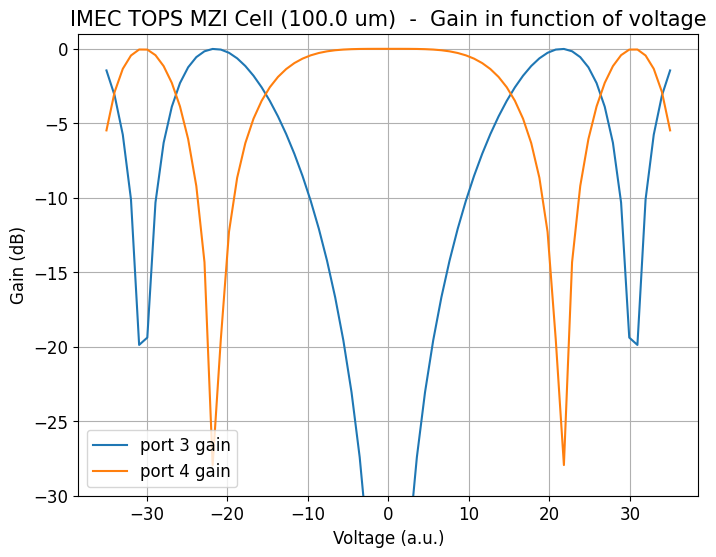 IMEC TOPS MZI Cell (100.0 um)  -  Gain in function of voltage
0
−5
−10
−15
−20
−25
−30
Gain (dB)
port 3 gain
port 4 gain
−30
−20
−10
0
10
20
30
Voltage (a.u.)